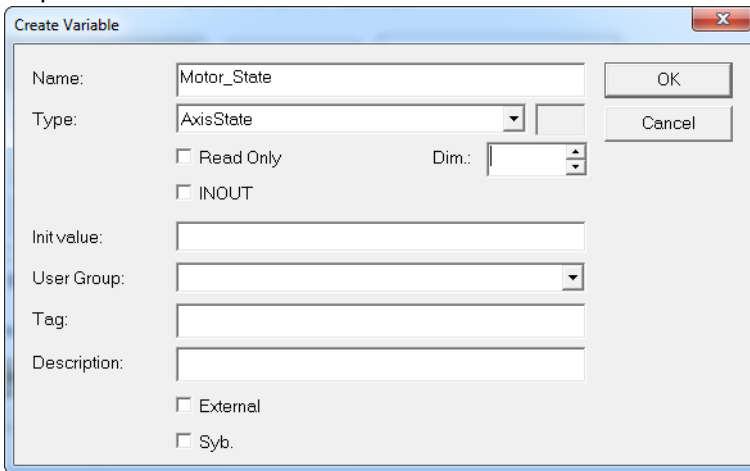 Create Variable
Name: Motor_State OK
Type: AxisState Cancel
Read Only Dim.:
INOUT
Init value:
User Group:
Tag:
Description:
External
Syb.